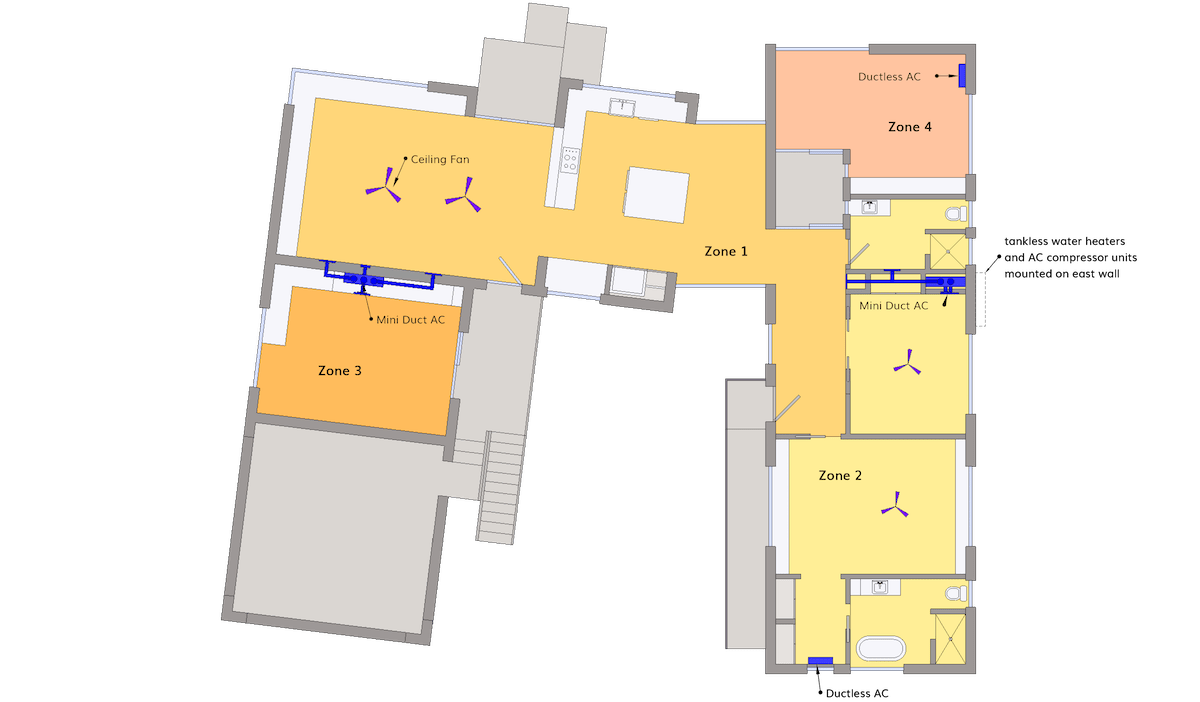 Ductless AC
Zone 4
Ceiling Fan
Zone 1
tankless water heaters
and AC compressor units
mounted on east wall
Mini Duct AC
Mini Duct AC
Zone 3
Zone 2
Ductless AC